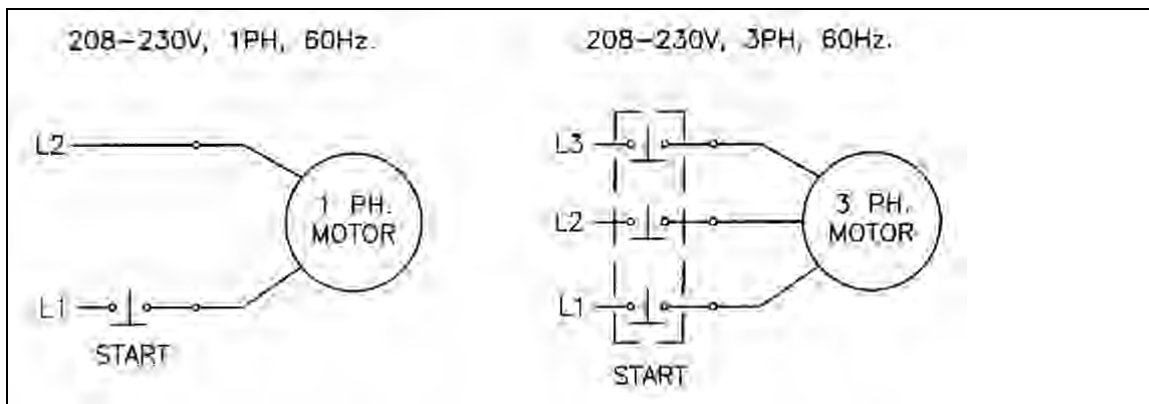 208-230V, 1PH, 60Hz.
L2
1 PH.
MOTOR
L1
START
208-230V, 3PH, 60Hz.
L3
L2
3 PH.
MOTOR
L1
START